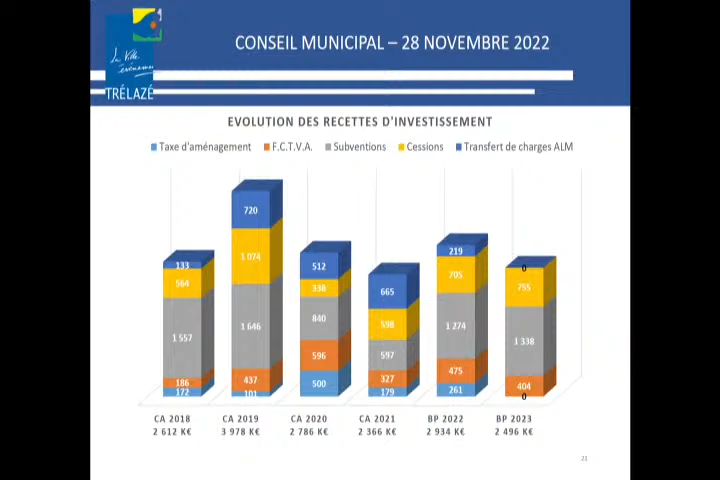 CONSEIL MUNICIPAL – 28 NOVEMBRE 2022
La Ville
événements
TRÉLAZÉ
EVOLUTION DES RECETTES D'INVESTISSEMENT
Taxe d'aménagement F.C.T.V.A. Subventions Cessions Transfert de charges ALM
133 720 512 665 219 0
564 1 074 338 598 705 755
1 557 1 646 840 597 1 274 1 338
186 437 596 327 475 404
172 101 500 179 261 0
CA 2018 CA 2019 CA 2020 CA 2021 BP 2022 BP 2023
2 612 K€ 3 978 K€ 2 786 K€ 2 366 K€ 2 934 K€ 2 496 K€